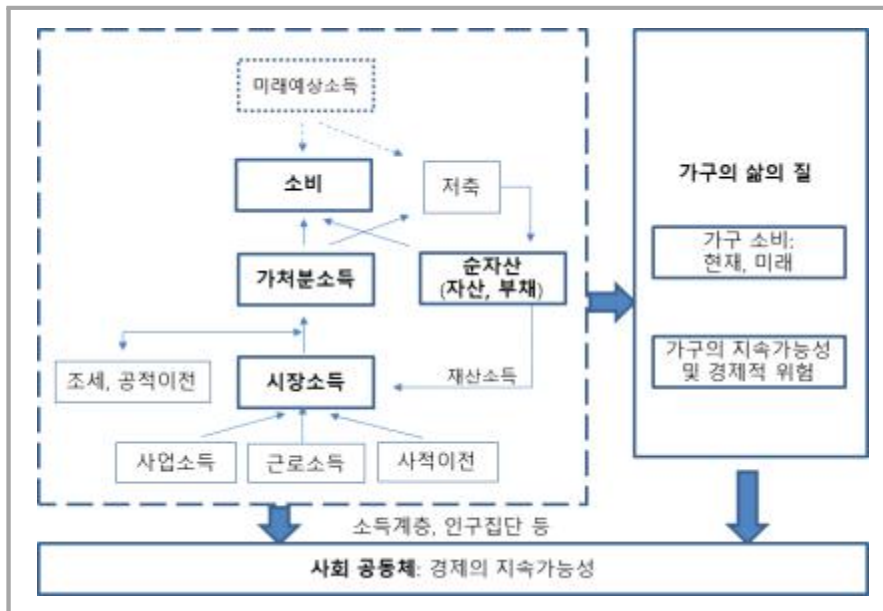 미래예상소득
소비
저축
가처분소득
순자산
(자산, 부채)
조세, 공적이전
시장소득
재산소득
사업소득
근로소득
사적이전
가구의 삶의 질
가구 소비:
현재, 미래
가구의 지속가능성
및 경제적 위험
소득계층, 인구집단 등
사회 공동체: 경제의 지속가능성